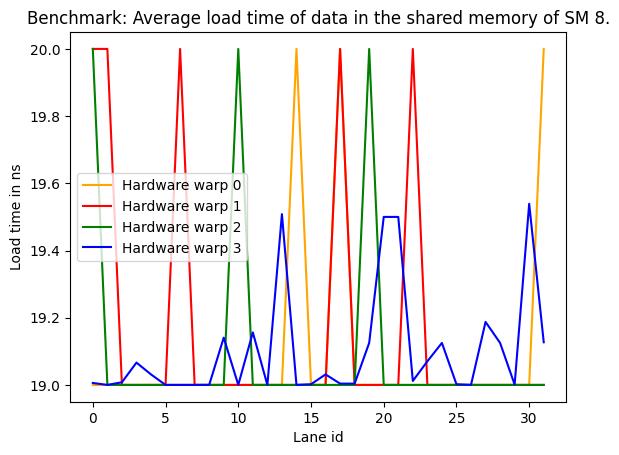 Benchmark: Average load time of data in the shared memory of SM 8.
Load time in ns
20.0
19.8
19.6
19.4
19.2
19.0
Hardware warp 0
Hardware warp 1
Hardware warp 2
Hardware warp 3
0 5 10 15 20 25 30
Lane id